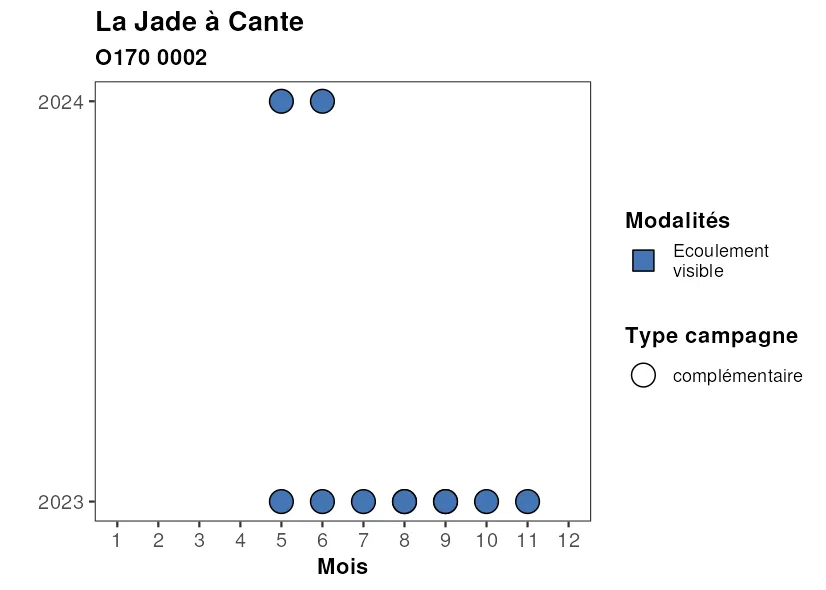 La Jade à Cante
O170 0002
2024
2023
1 2 3 4 5 6 7 8 9 10 11 12
Mois
Modalités
Ecoulement
visible
Type campagne
complémentaire